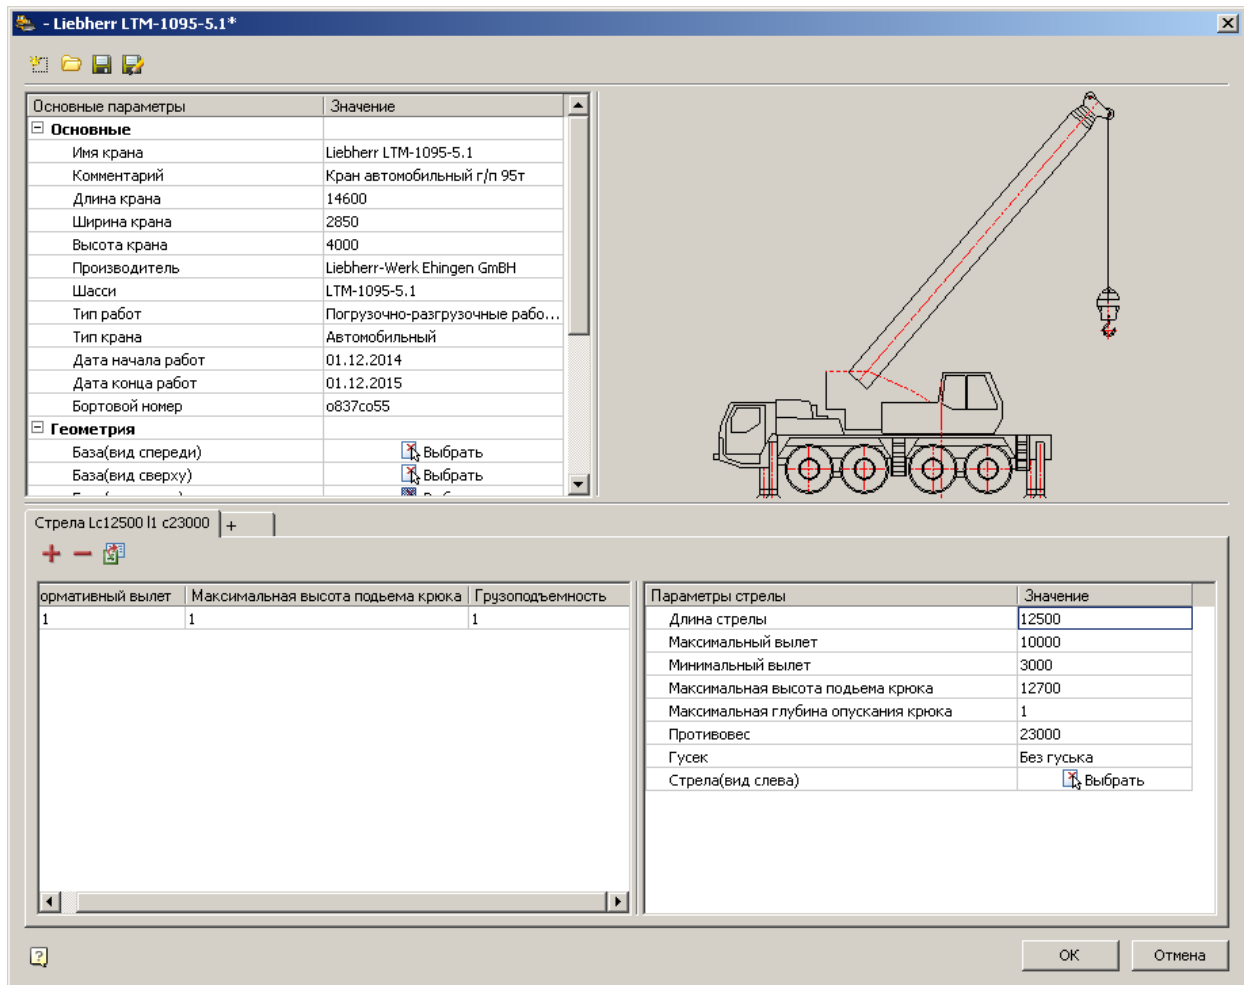 - Liebherr LTM-1095-5.1*
Основные параметры Значение
Основные
Имя крана Liebherr LTM-1095-5.1
Комментарий Кран автомобильный г/п 95т
Длина крана 14600
Ширина крана 2850
Высота крана 4000
Производитель Liebherr-Werk Ehingen GmBH
Шасси LTM-1095-5.1
Тип работ Погрузочно-разгрузочные рабо...
Тип крана Автомобильный
Дата начала работ 01.12.2014
Дата конца работ 01.12.2015
Бортовой номер о837со55
Геометрия
База(вид спереди) Выбрать
База(вид сверху) Выбрать
Стрела Lc12500 l1 c23000 +
ормативный вылет Максимальная высота подьема крюка Грузоподъемность
1 1 1
Параметры стрелы Значение
Длина стрелы 12500
Максимальный вылет 10000
Минимальный вылет 3000
Максимальная высота подьема крюка 12700
Максимальная глубина опускания крюка 1
Противовес 23000
Гусек Без гуська
Стрела(вид слева) Выбрать
ОК Отмена